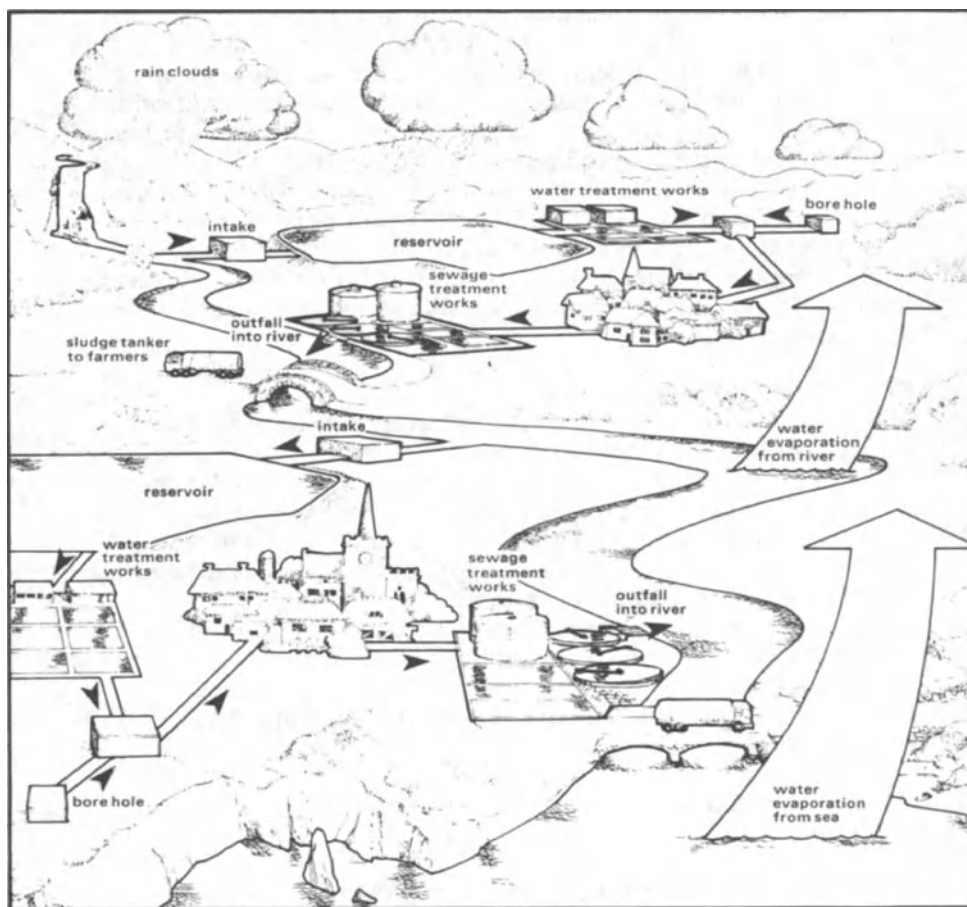 rain clouds
water treatment works
bore hole
intake
reservoir
sewage
treatment
works
outfall
into river
sludge tanker
to farmers
intake
water
evaporation
from river
reservoir
water
treatment
works
sewage
treatment
works
outfall
into river
bore hole
water
evaporation
from sea